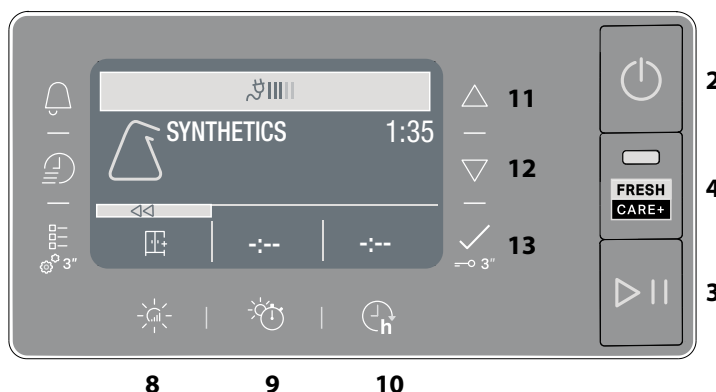 2
11
SYNTHETICS 1:35
12
FRESH
CARE+
4
-:-- -:--
3" 13
3"
3
h
8 9 10